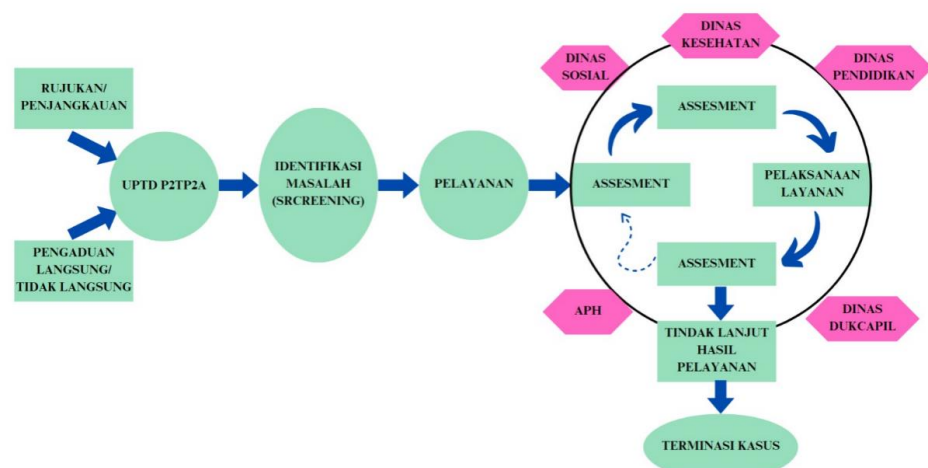 RUJUKAN/
PENJANGKAUAN
PENGADUAN
LANGSUNG/
TIDAK LANGSUNG
UPTD P2TP2A
IDENTIFIKASI
MASALAH
(SRCREENING)
PELAYANAN
DINAS
SOSIAL
DINAS
KESEHATAN
DINAS
PENDIDIKAN
ASSESMENT
ASSESMENT
PELAKSANAAN
LAYANAN
ASSESMENT
APH
DINAS
DUKCAPIL
TINDAK LANJUT
HASIL
PELAYANAN
TERMINASI KASUS